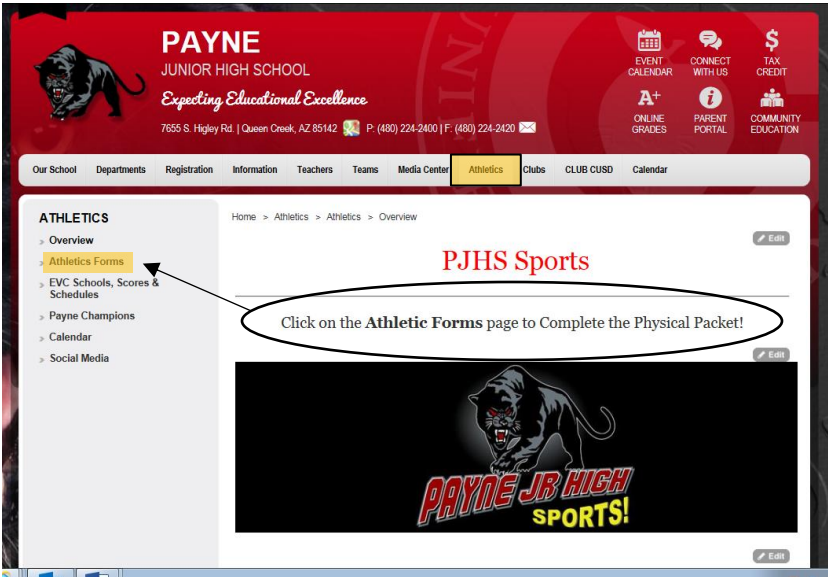 PAYNE
JUNIOR HIGH SCHOOL
Expecting Educational Excellence
7655 S. Higley Rd. | Queen Creek, AZ 85142 P: (480) 224-2400 | F: (480) 224-2420
EVENT
CALENDAR
CONNECT
WITH US
$
TAX
CREDIT
A+
ONLINE
GRADES
i
PARENT
PORTAL
COMMUNITY
EDUCATION
Our School Departments Registration Information Teachers Teams Media Center Athletics Clubs CLUB CUSD Calendar
ATHLETICS
» Overview
» Athletics Forms
» EVC Schools, Scores &
Schedules
» Payne Champions
» Calendar
» Social Media
Home > Athletics > Athletics > Overview
Edit
PJHS Sports
Click on the Athletic Forms page to Complete the Physical Packet!
Edit
PAYNE JR HIGH
SPORTS!
Edit